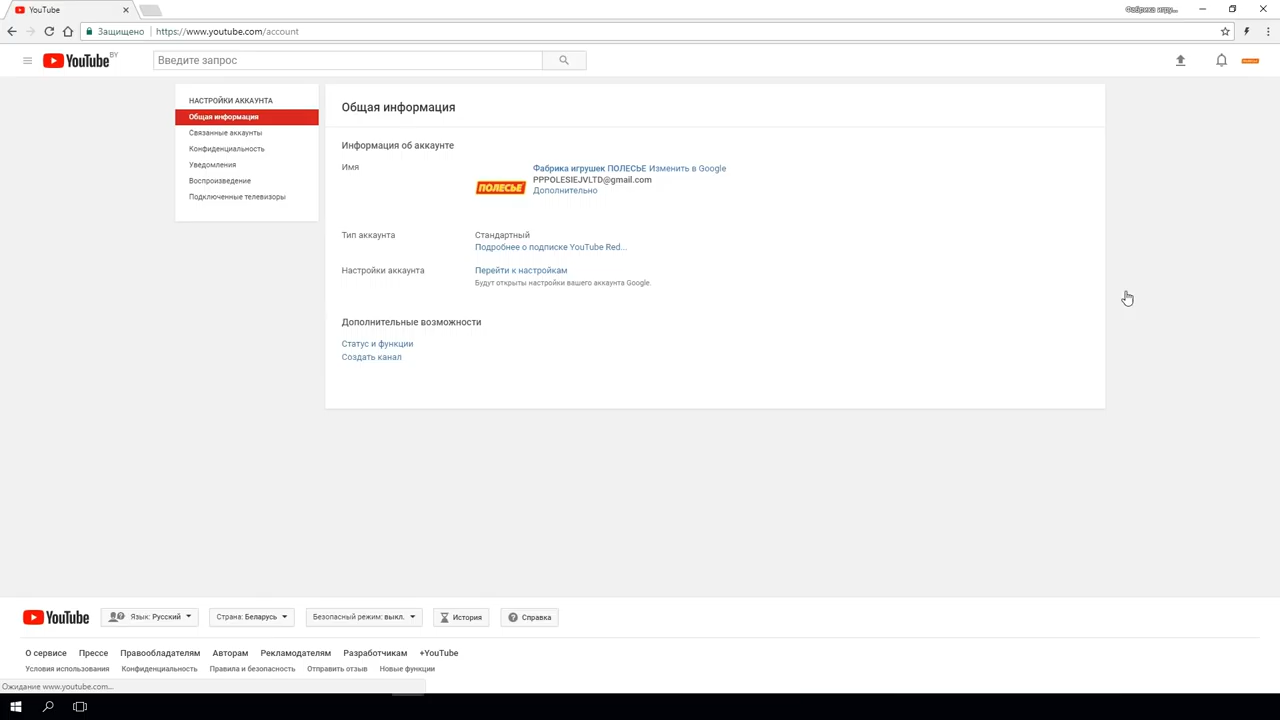 YouTube
Фабрика игру...
Защищено
https://www.youtube.com/account
YouTube BY
Введите запрос
НАСТРОЙКИ АККАУНТА
Общая информация
Связанные аккаунты
Конфиденциальность
Уведомления
Воспроизведение
Подключенные телевизоры
Общая информация
Информация об аккаунте
Имя
ПОЛЕСЬЕ
Фабрика игрушек ПОЛЕСЬЕ Изменить в Google
PPPOLESIEJVLTD@gmail.com
Дополнительно
Тип аккаунта
Стандартный
Подробнее о подписке YouTube Red...
Настройки аккаунта
Перейти к настройкам
Будут открыты настройки вашего аккаунта Google.
Дополнительные возможности
Статус и функции
Создать канал
YouTube
Язык: Русский
Страна: Беларусь
Безопасный режим: выкл.
История
Справка
О сервисе Прессе Правообладателям Авторам Рекламодателям Разработчикам +YouTube
Условия использования Конфиденциальность Правила и безопасность Отправить отзыв Новые функции
Ожидание www.youtube.com...